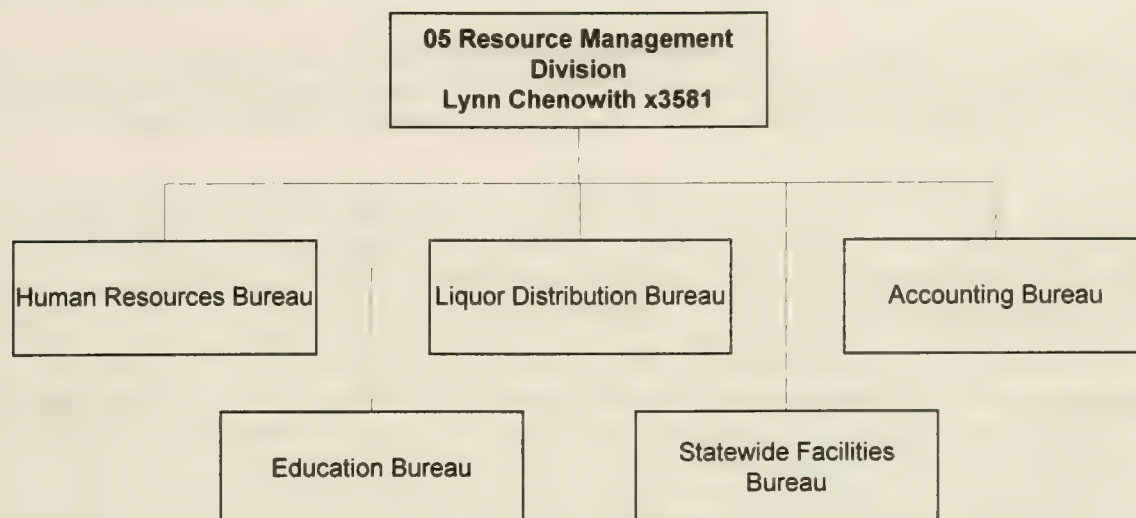 05 Resource Management
Division
Lynn Chenowith x3581
Human Resources Bureau
Liquor Distribution Bureau
Accounting Bureau
Education Bureau
Statewide Facilities
Bureau